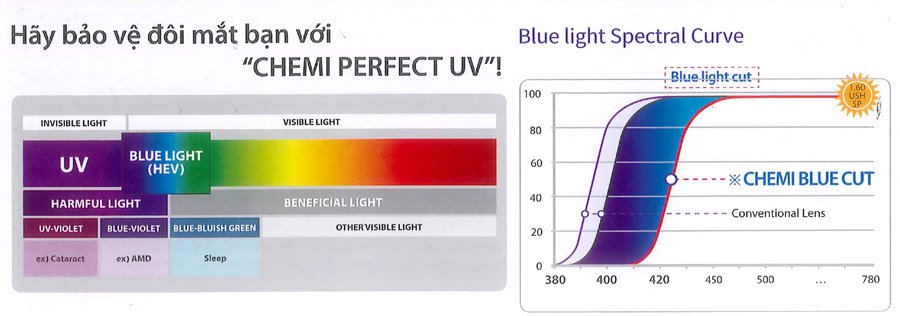 Hãy bảo vệ đôi mắt bạn với
“CHEMI PERFECT UV”!
INVISIBLE LIGHT
VISIBLE LIGHT
UV
BLUE LIGHT
(HEV)
HARMFUL LIGHT
BENEFICIAL LIGHT
UV-VIOLET
BLUE-VIOLET
BLUE-BLUISH GREEN
OTHER VISIBLE LIGHT
ex) Cataract
ex) AMD
Sleep
Blue light Spectral Curve
Blue light cut
1.60
USH
SP
100
80
60
40
20
0
※ CHEMI BLUE CUT
Conventional Lens
380 400 420 450 500 ... 780